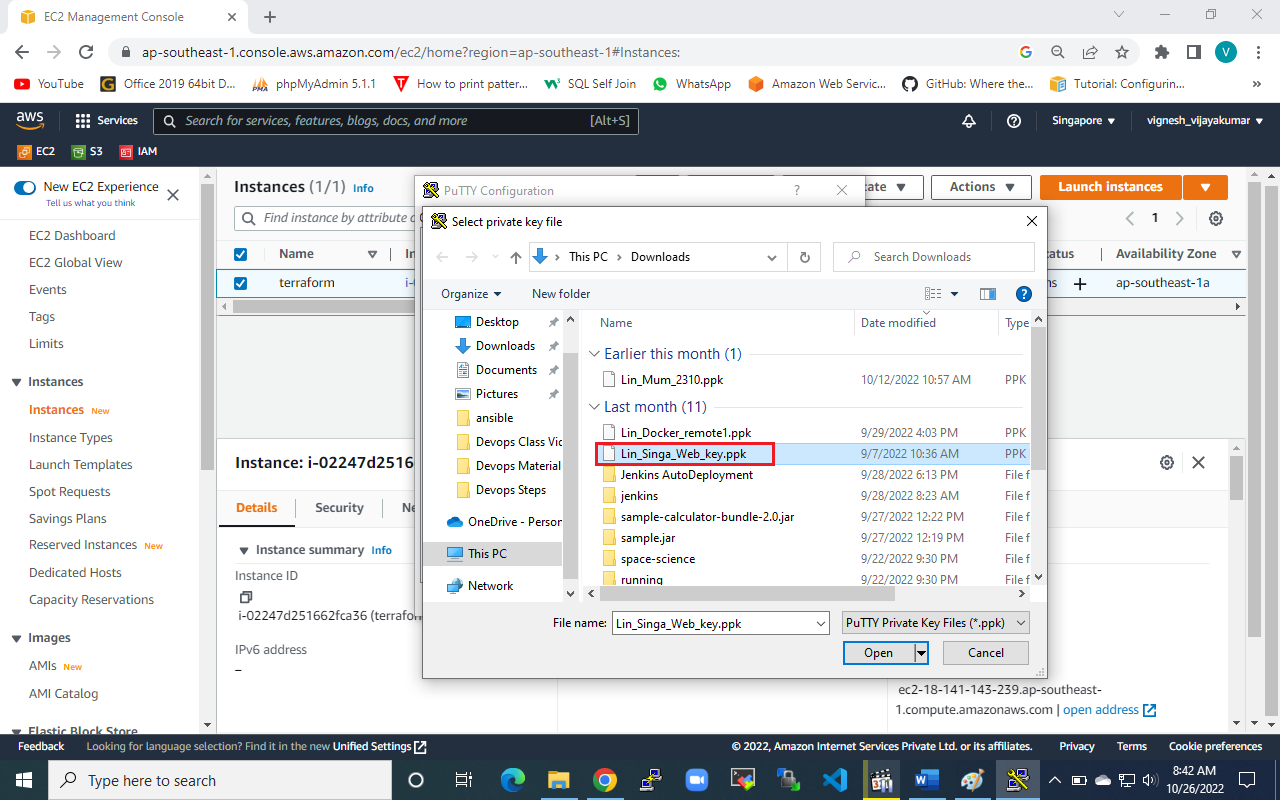 EC2 Management Console
ap-southeast-1.console.aws.amazon.com/ec2/home?region=ap-southeast-1#Instances:
V
YouTube
Office 2019 64bit D...
phpMyAdmin 5.1.1
How to print patter...
SQL Self Join
WhatsApp
Amazon Web Servic...
GitHub: Where the...
Tutorial: Configurin...
aws
Services
Search for services, features, blogs, docs, and more
[Alt+S]
Singapore
vignesh_vijayakumar
EC2
S3
IAM
New EC2 Experience
Tell us what you think
EC2 Dashboard
EC2 Global View
Events
Tags
Limits
Instances
Instances New
Instance Types
Launch Templates
Spot Requests
Savings Plans
Reserved Instances New
Dedicated Hosts
Capacity Reservations
Images
AMIs New
AMI Catalog
Elastic Block Store
Instances (1/1) Info
Actions
Launch instances
Find instance by attribute o
1
Name
Availability Zone
terraform
i-0
ap-southeast-1a
PuTTY Configuration
?
Select private key file
This PC
Downloads
Search Downloads
Organize
New folder
Desktop
Downloads
Documents
Pictures
ansible
Devops Class Vid
Devops Material
Devops Steps
OneDrive - Person
This PC
Network
Name
Date modified
Type
Earlier this month (1)
Lin_Mum_2310.ppk 10/12/2022 10:57 AM PPK
Last month (11)
Lin_Docker_remote1.ppk 9/29/2022 4:03 PM PPK
Lin_Singa_Web_key.ppk 9/7/2022 10:36 AM PPK
Jenkins AutoDeployment 9/28/2022 6:13 PM File f
jenkins 9/28/2022 8:23 AM File f
sample-calculator-bundle-2.0.jar 9/27/2022 12:22 PM File f
sample.jar 9/27/2022 12:19 PM File f
space-science 9/22/2022 9:30 PM File f
running 9/22/2022 9:30 PM File f
File name:
Lin_Singa_Web_key.ppk
PuTTY Private Key Files (*.ppk)
Open
Cancel
Instance: i-02247d2516
Details
Security
Ne
Instance summary Info
Instance ID
i-02247d251662fca36 (terraform
IPv6 address
–
ec2-18-141-143-239.ap-southeast-
1.compute.amazonaws.com | open address
Feedback
Looking for language selection? Find it in the new Unified Settings
© 2022, Amazon Internet Services Private Ltd. or its affiliates.
Privacy
Terms
Cookie preferences
Type here to search
8:42 AM
10/26/2022